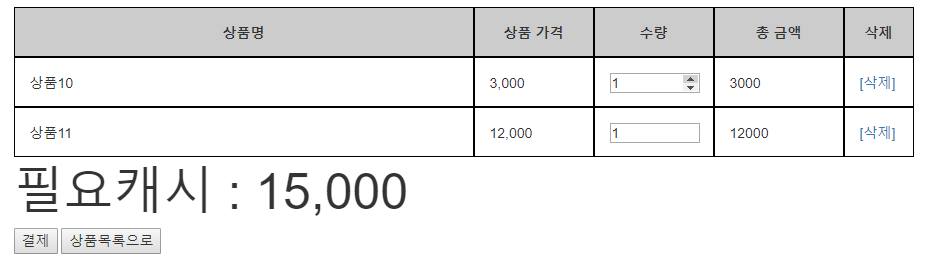 상품명 상품 가격 수량 총 금액 삭제
상품10 3,000 1 3000 [삭제]
상품11 12,000 1 12000 [삭제]
필요캐시 : 15,000
결제 상품목록으로